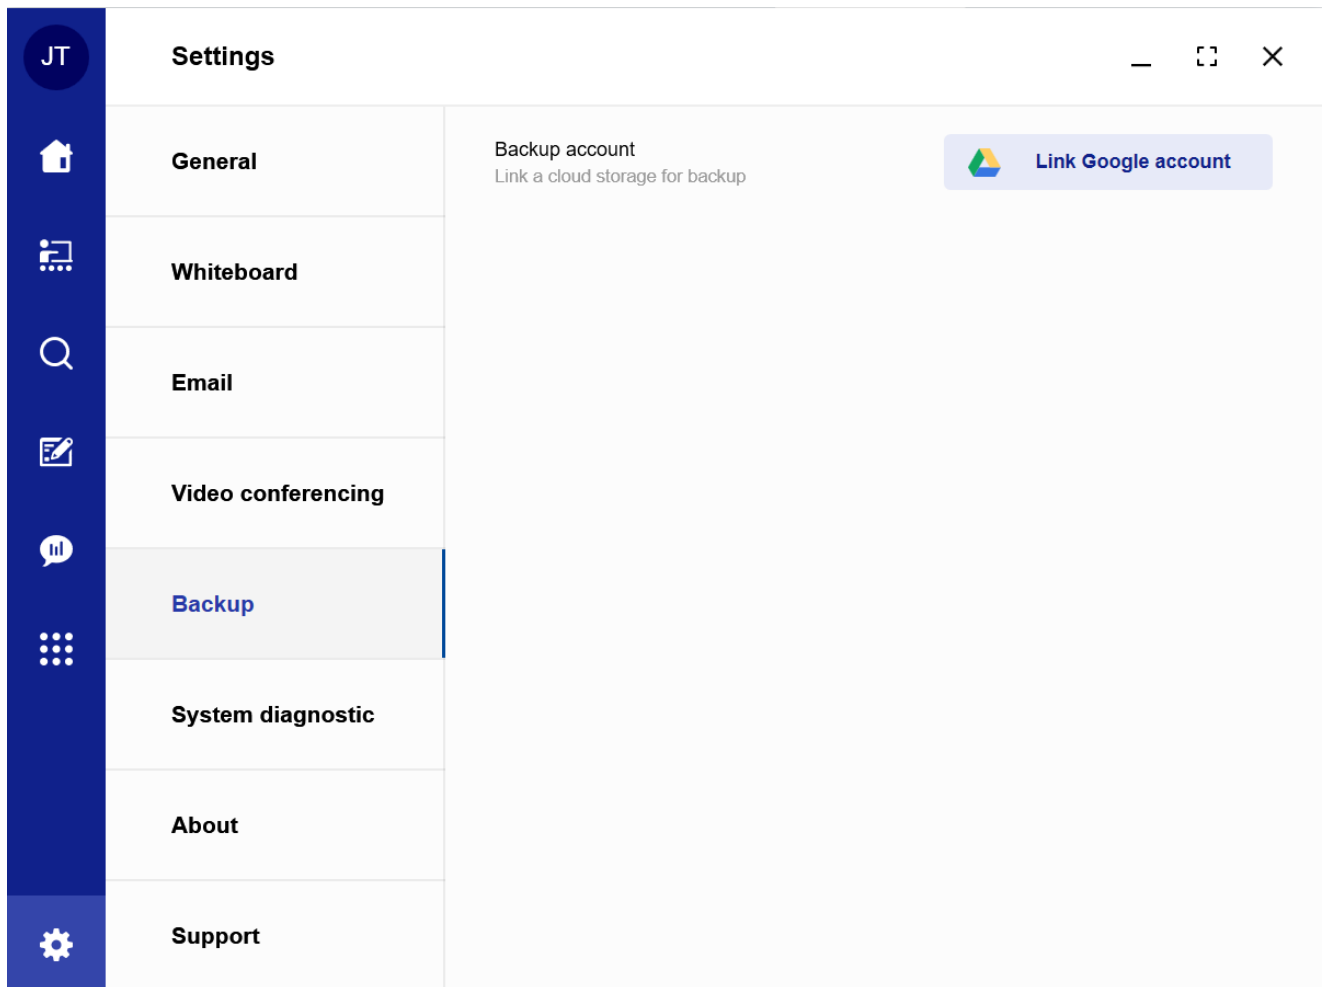 JT
Settings
General
Whiteboard
Email
Video conferencing
Backup
System diagnostic
About
Support
Backup account
Link a cloud storage for backup
Link Google account